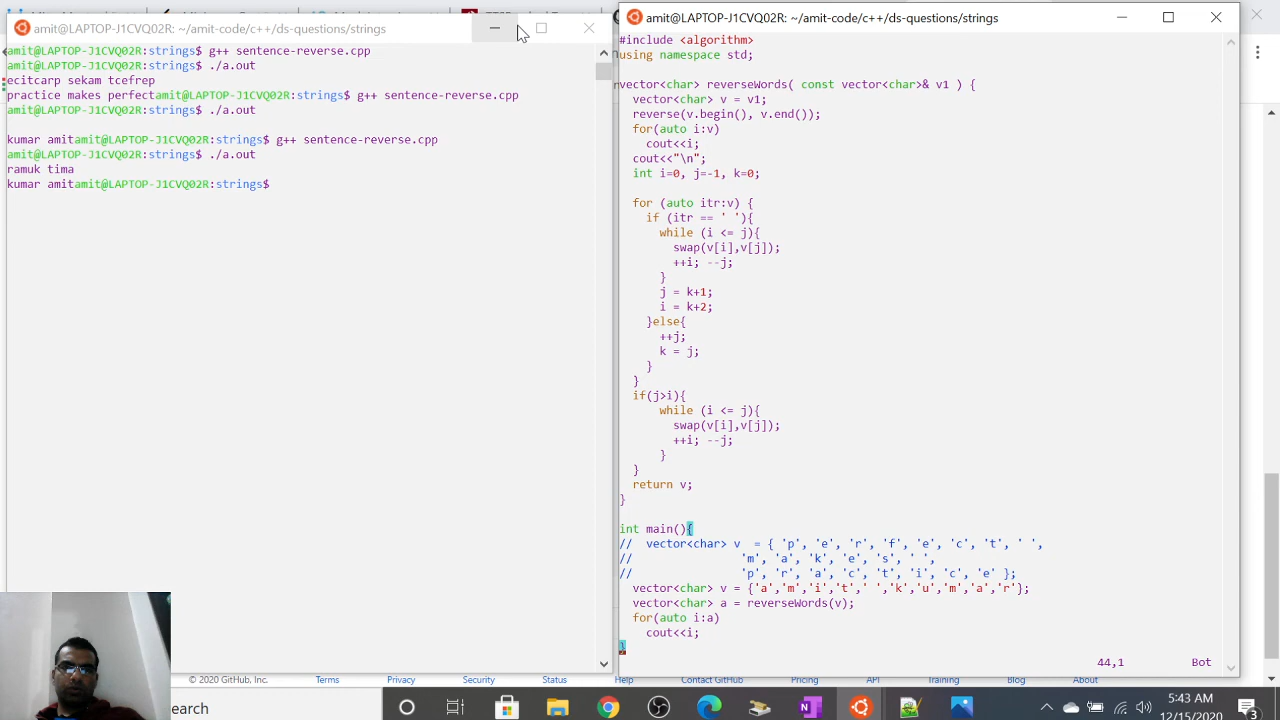 amit@LAPTOP-J1CVQ02R: ~/amit-code/c++/ds-questions/strings
amit@LAPTOP-J1CVQ02R:strings$ g++ sentence-reverse.cpp
amit@LAPTOP-J1CVQ02R:strings$ ./a.out
ecitcarp sekam tcefrep
practice makes perfectamit@LAPTOP-J1CVQ02R:strings$ g++ sentence-reverse.cpp
amit@LAPTOP-J1CVQ02R:strings$ ./a.out
kumar amitamit@LAPTOP-J1CVQ02R:strings$ g++ sentence-reverse.cpp
amit@LAPTOP-J1CVQ02R:strings$ ./a.out
ramuk tima
kumar amitamit@LAPTOP-J1CVQ02R:strings$
amit@LAPTOP-J1CVQ02R: ~/amit-code/c++/ds-questions/strings
#include <algorithm>
using namespace std;
vector<char> reverseWords( const vector<char>& v1 ) {
vector<char> v = v1;
reverse(v.begin(), v.end());
for(auto i:v)
cout<<i;
cout<<"\n";
int i=0, j=-1, k=0;
for (auto itr:v) {
if (itr == ' '){
while (i <= j){
swap(v[i],v[j]);
++i; --j;
}
j = k+1;
i = k+2;
}else{
++j;
k = j;
}
}
if(j>i){
while (i <= j){
swap(v[i],v[j]);
++i; --j;
}
}
return v;
}
int main(){
// vector<char> v = { 'p', 'e', 'r', 'f', 'e', 'c', 't', ' ',
// 'm', 'a', 'k', 'e', 's', ' ',
// 'p', 'r', 'a', 'c', 't', 'i', 'c', 'e' };
vector<char> v = {'a','m','i','t',' ','k','u','m','a','r'};
vector<char> a = reverseWords(v);
for(auto i:a)
cout<<i;
}
44,1 Bot
© 2020 GitHub, Inc. Terms Privacy Security Status Help Contact GitHub Pricing API Training Blog About
earch
5:43 AM
12/15/2020
3